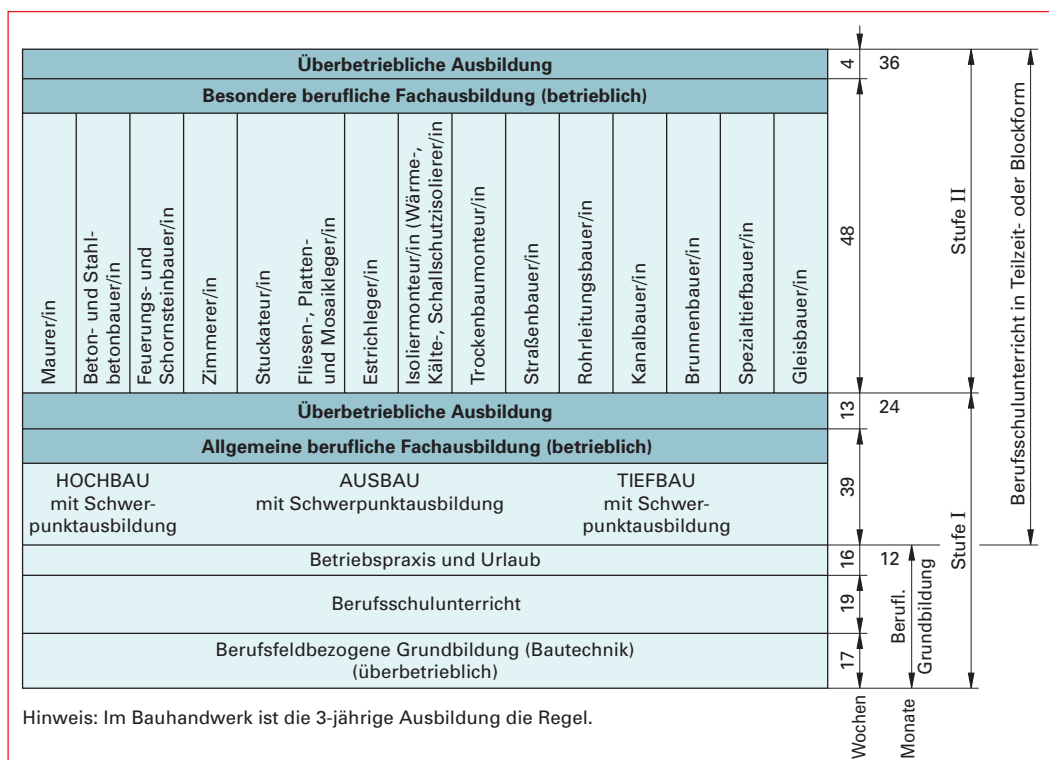 Überbetriebliche Ausbildung
4
36
Besondere berufliche Fachausbildung (betrieblich)
Maurer/in
Beton- und Stahl-
betonbauer/in
Feuerungs- und
Schornsteinbauer/in
Zimmerer/in
Stuckateur/in
Fliesen-, Platten-
und Mosaikleger/in
Estrichleger/in
Isoliermonteur/in (Wärme-,
Kälte-, Schallschutzisolierer/in
Trockenbaumonteur/in
Straßenbauer/in
Rohrleitungsbauer/in
Kanalbauer/in
Brunnenbauer/in
Spezialtiefbauer/in
Gleisbauer/in
48
Stufe II
Berufsschulunterricht in Teilzeit- oder Blockform
Überbetriebliche Ausbildung
13
24
Allgemeine berufliche Fachausbildung (betrieblich)
HOCHBAU
mit Schwer-
punktausbildung
AUSBAU
mit Schwerpunktausbildung
TIEFBAU
mit Schwer-
punktausbildung
39
Stufe I
Betriebspraxis und Urlaub
16
12
Berufsschulunterricht
19
Berufl.
Grundbildung
Berufsfeldbezogene Grundbildung (Bautechnik)
(überbetrieblich)
17
Hinweis: Im Bauhandwerk ist die 3-jährige Ausbildung die Regel.
Wochen
Monate